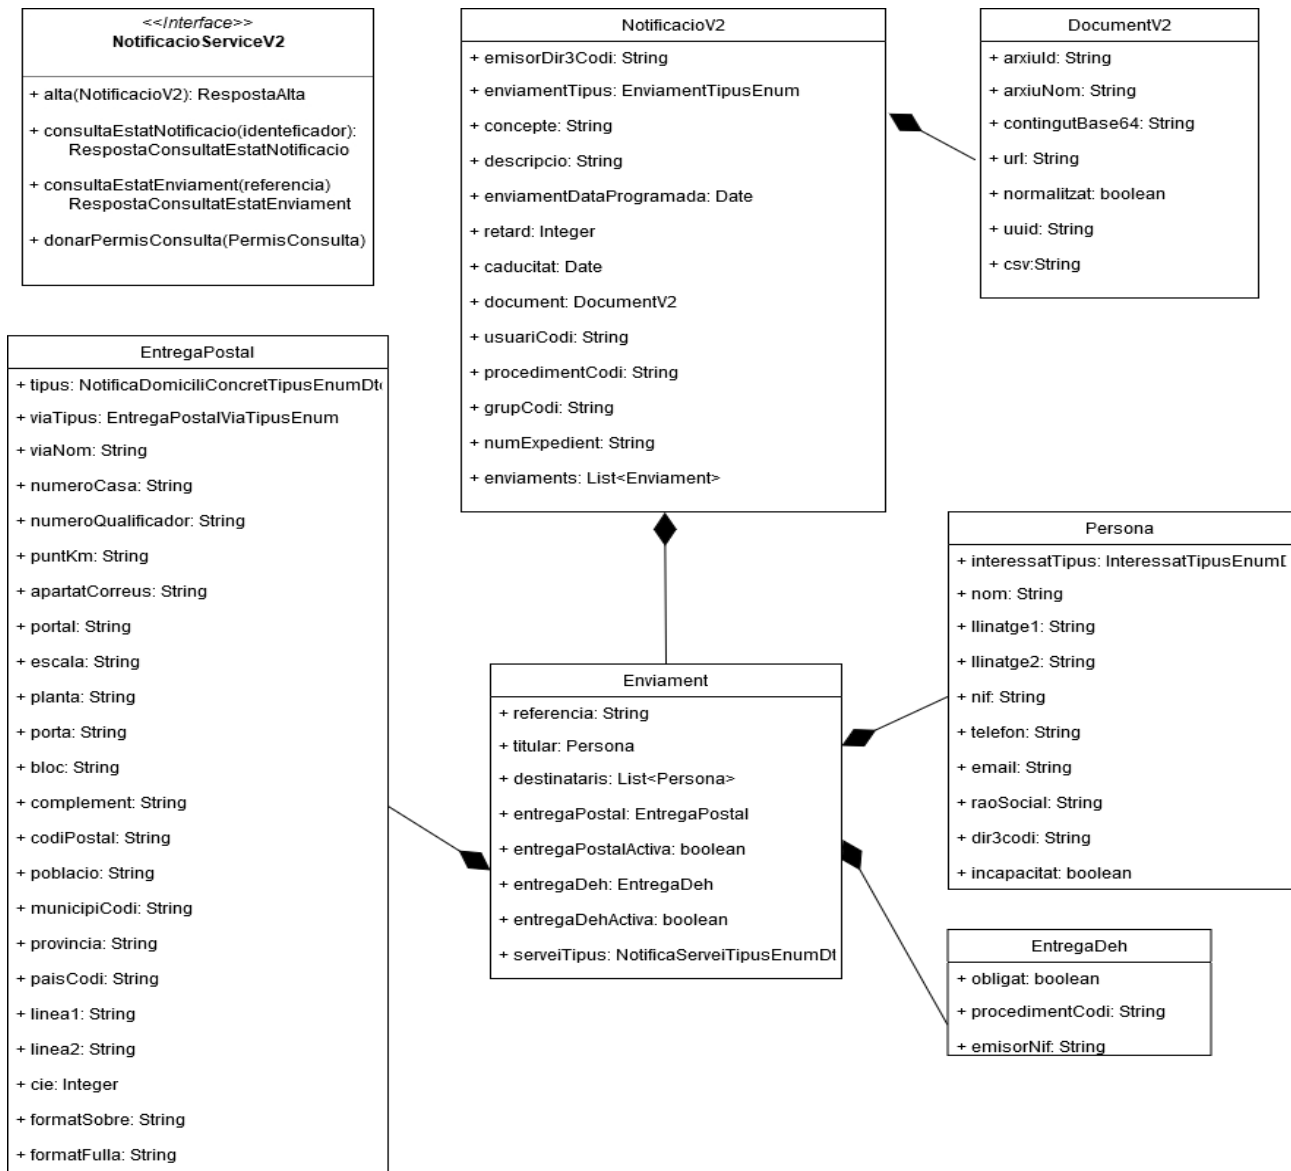 <<Interface>>
NotificacioServiceV2
+ alta(NotificacioV2): RespostaAlta
+ consultaEstatNotificacio(identeficador):
RespostaConsultatEstatNotificacio
+ consultaEstatEnviament(referencia)
RespostaConsultatEstatEnviament
+ donarPermisConsulta(PermisConsulta)
NotificacioV2
+ emisorDir3Codi: String
+ enviamentTipus: EnviamentTipusEnum
+ concepte: String
+ descripcio: String
+ enviamentDataProgramada: Date
+ retard: Integer
+ caducitat: Date
+ document: DocumentV2
+ usuariCodi: String
+ procedimentCodi: String
+ grupCodi: String
+ numExpedient: String
+ enviaments: List<Enviament>
DocumentV2
+ arxiuId: String
+ arxiuNom: String
+ contingutBase64: String
+ url: String
+ normalitzat: boolean
+ uuid: String
+ csv:String
EntregaPostal
+ tipus: NotificaDomiciliConcretTipusEnumDt
+ viaTipus: EntregaPostalViaTipusEnum
+ viaNom: String
+ numeroCasa: String
+ numeroQualificador: String
+ puntKm: String
+ apartatCorreus: String
+ portal: String
+ escala: String
+ planta: String
+ porta: String
+ bloc: String
+ complement: String
+ codiPostal: String
+ poblacio: String
+ municipiCodi: String
+ provincia: String
+ paisCodi: String
+ linea1: String
+ linea2: String
+ cie: Integer
+ formatSobre: String
+ formatFulla: String
Enviament
+ referencia: String
+ titular: Persona
+ destinataris: List<Persona>
+ entregaPostal: EntregaPostal
+ entregaPostalActiva: boolean
+ entregaDeh: EntregaDeh
+ entregaDehActiva: boolean
+ serveiTipus: NotificaServeiTipusEnumDt
Persona
+ interessatTipus: InteressatTipusEnum
+ nom: String
+ llinatge1: String
+ llinatge2: String
+ nif: String
+ telefon: String
+ email: String
+ raoSocial: String
+ dir3codi: String
+ incapacitat: boolean
EntregaDeh
+ obligat: boolean
+ procedimentCodi: String
+ emisorNif: String